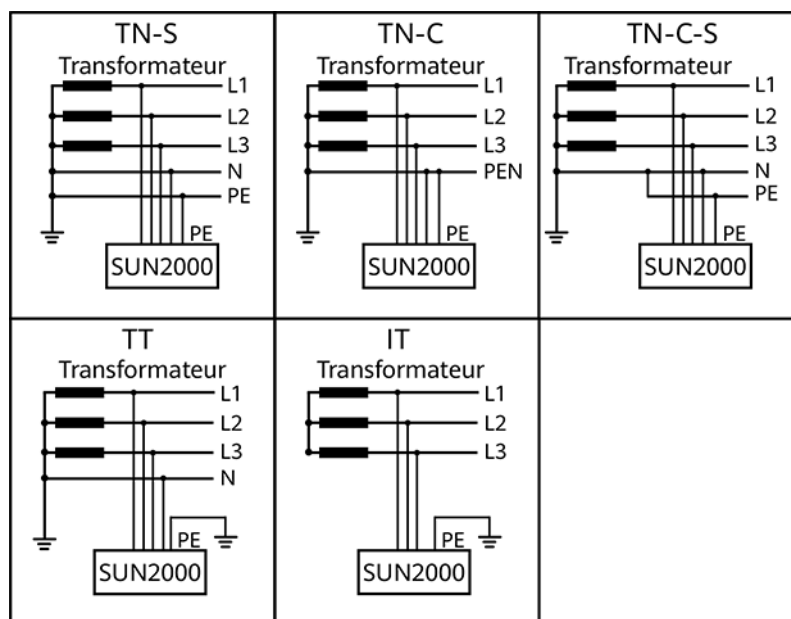 TN-S
Transformateur
L1
L2
L3
N
PE
PE
SUN2000
TN-C
Transformateur
L1
L2
L3
PEN
PE
SUN2000
TN-C-S
Transformateur
L1
L2
L3
N
PE
PE
SUN2000
TT
Transformateur
L1
L2
L3
N
PE
SUN2000
IT
Transformateur
L1
L2
L3
PE
SUN2000